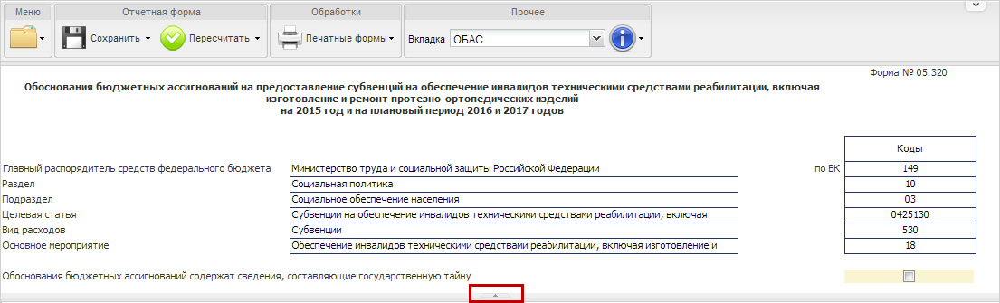 Меню Отчетная форма Обработки Прочее
Сохранить Пересчитать Печатные формы Вкладка ОБАС
Форма № 05.320
Обоснования бюджетных ассигнований на предоставление субвенций на обеспечение инвалидов техническими средствами реабилитации, включая
изготовление и ремонт протезно-ортопедических изделий
на 2015 год и на плановый период 2016 и 2017 годов
Коды
Главный распорядитель средств федерального бюджета Министерство труда и социальной защиты Российской Федерации по БК 149
Раздел Социальная политика 10
Подраздел Социальное обеспечение населения 03
Целевая статья Субвенции на обеспечение инвалидов техническими средствами реабилитации, включая 0425130
Вид расходов Субвенции 530
Основное мероприятие Обеспечение инвалидов техническими средствами реабилитации, включая изготовление и 18
Обоснования бюджетных ассигнований содержат сведения, составляющие государственную тайну